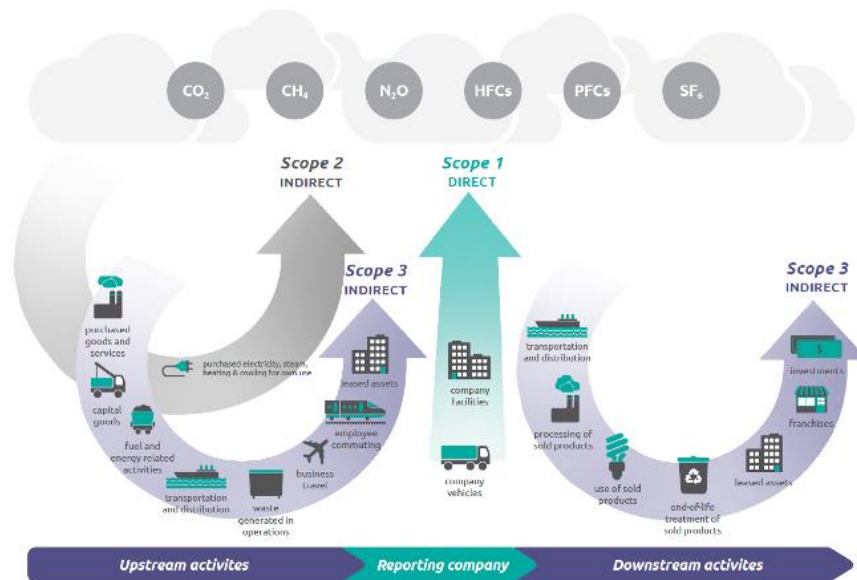 CO₂
CH₄
N₂O
HFCs
PFCs
SF₆
Scope 2
INDIRECT
Scope 1
DIRECT
Scope 3
INDIRECT
Scope 3
INDIRECT
purchased
goods and
services
capital
goods
fuel and
energy related
activities
transportation
and distribution
waste
generated in
operations
business
travel
employee
commuting
leased assets
purchased electricity, steam,
heating & cooling for own use
company
facilities
company
vehicles
transportation
and distribution
processing of
sold products
use of sold
products
end-of-life
treatment of
sold products
leased assets
franchises
investments
$
Upstream activites
Reporting company
Downstream activites